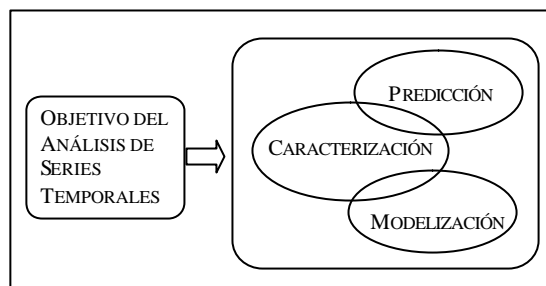 OBJETIVO DEL
ANÁLISIS DE
SERIES
TEMPORALES
PREDICCIÓN
CARACTERIZACIÓN
MODELIZACIÓN